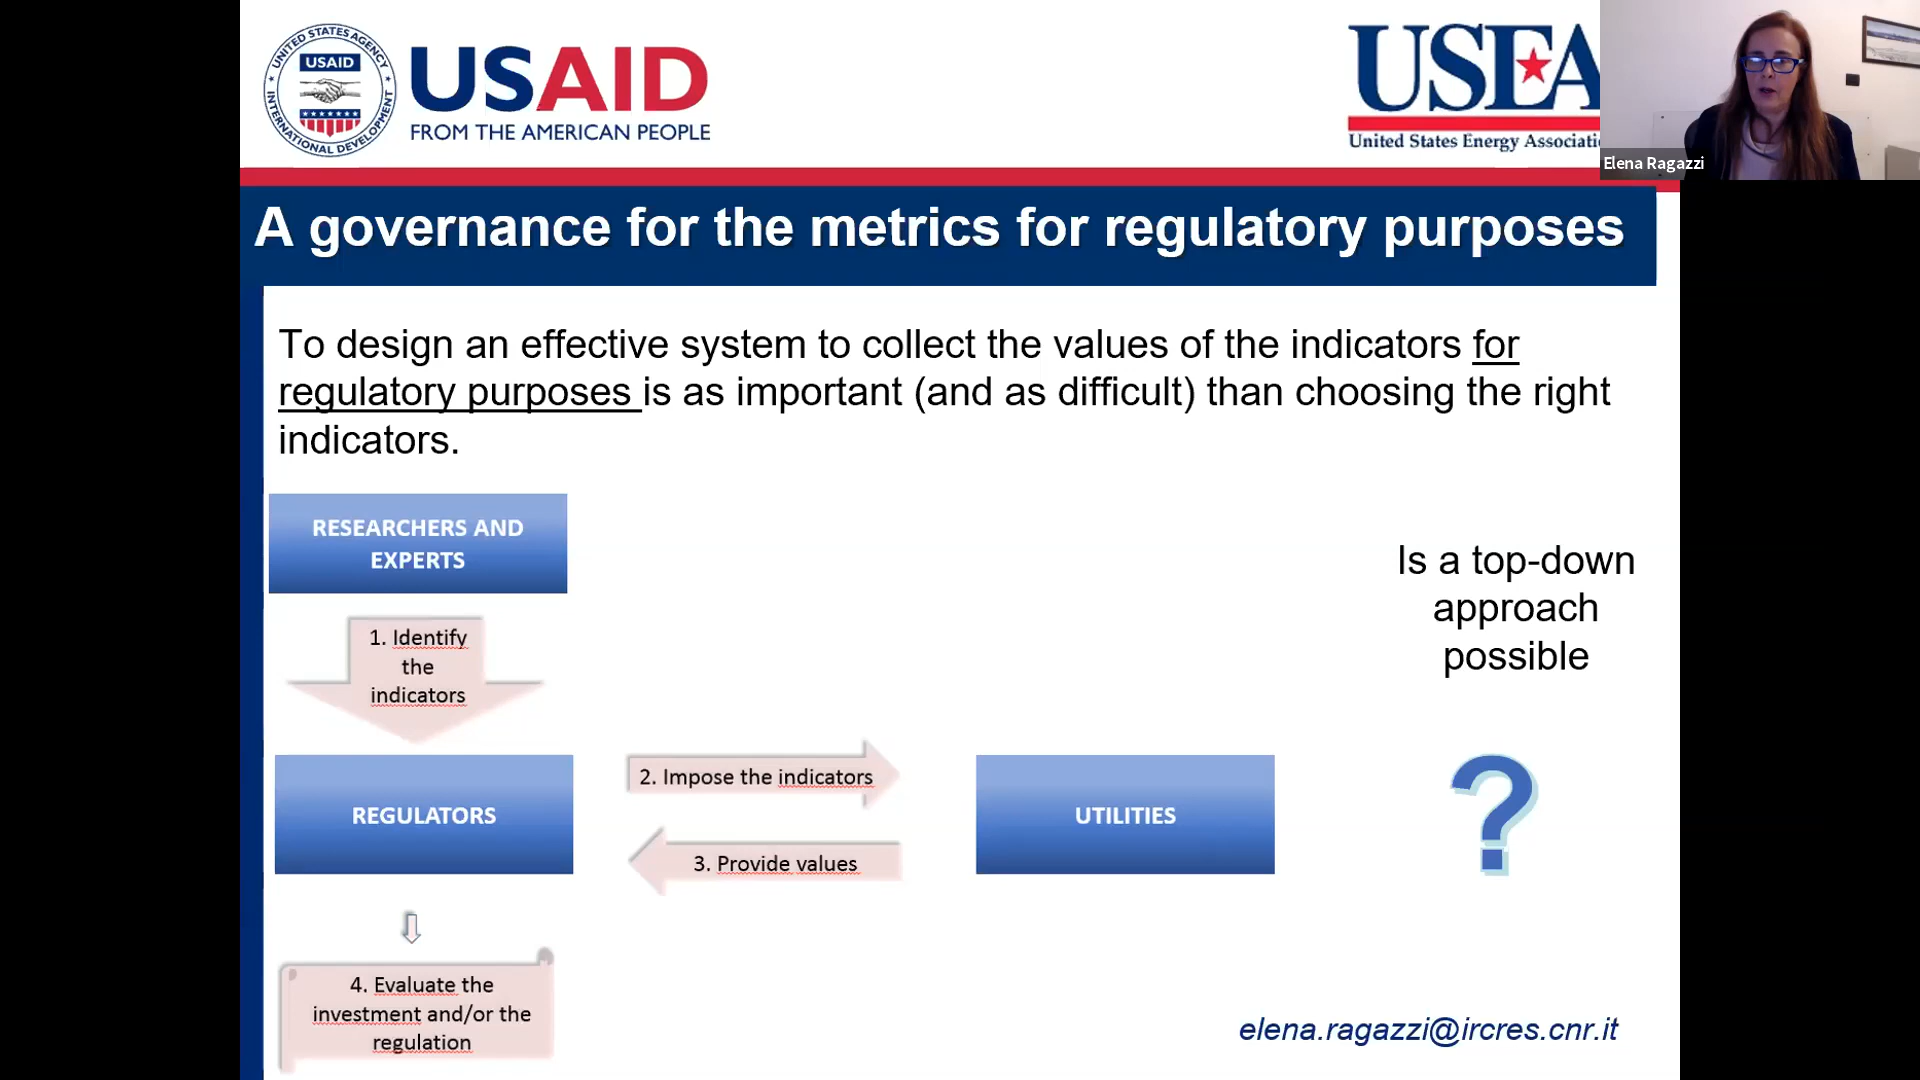 UNITED STATES AGENCY
USAID
INTERNATIONAL DEVELOPMENT
USAID
FROM THE AMERICAN PEOPLE
USEA
United States Energy Associati
Elena Ragazzi
A governance for the metrics for regulatory purposes
To design an effective system to collect the values of the indicators for
regulatory purposes is as important (and as difficult) than choosing the right
indicators.
RESEARCHERS AND
EXPERTS
1. Identify
the
indicators
Is a top-down
approach
possible
?
REGULATORS
2. Impose the indicators
3. Provide values
UTILITIES
4. Evaluate the
investment and/or the
regulation
elena.ragazzi@ircres.cnr.it